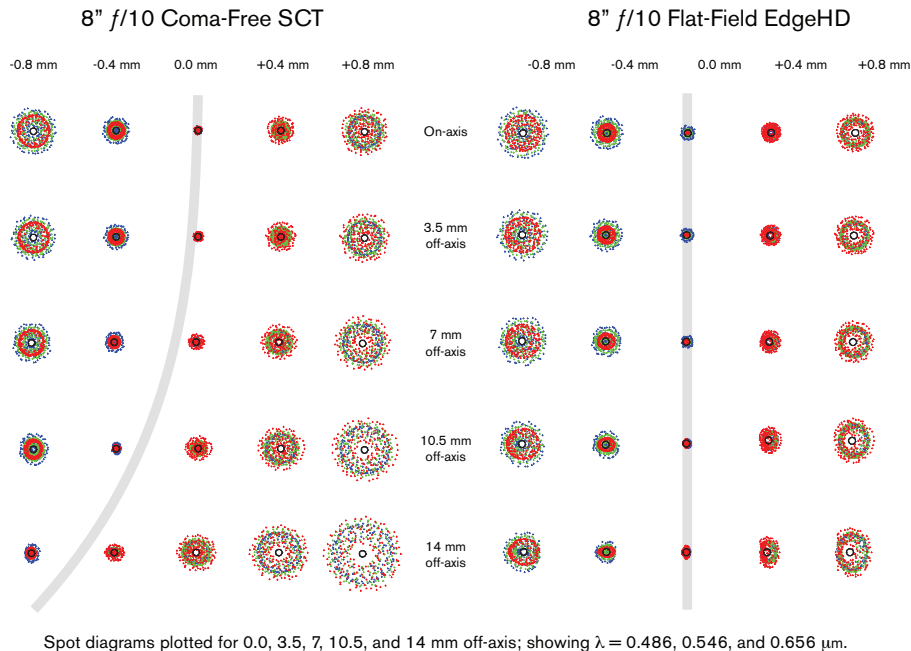 8” ƒ/10 Coma-Free SCT
8” ƒ/10 Flat-Field EdgeHD
-0.8 mm -0.4 mm 0.0 mm +0.4 mm +0.8 mm
-0.8 mm -0.4 mm 0.0 mm +0.4 mm +0.8 mm
On-axis
3.5 mm
off-axis
7 mm
off-axis
10.5 mm
off-axis
14 mm
off-axis
Spot diagrams plotted for 0.0, 3.5, 7, 10.5, and 14 mm off-axis; showing λ = 0.486, 0.546, and 0.656 µm.